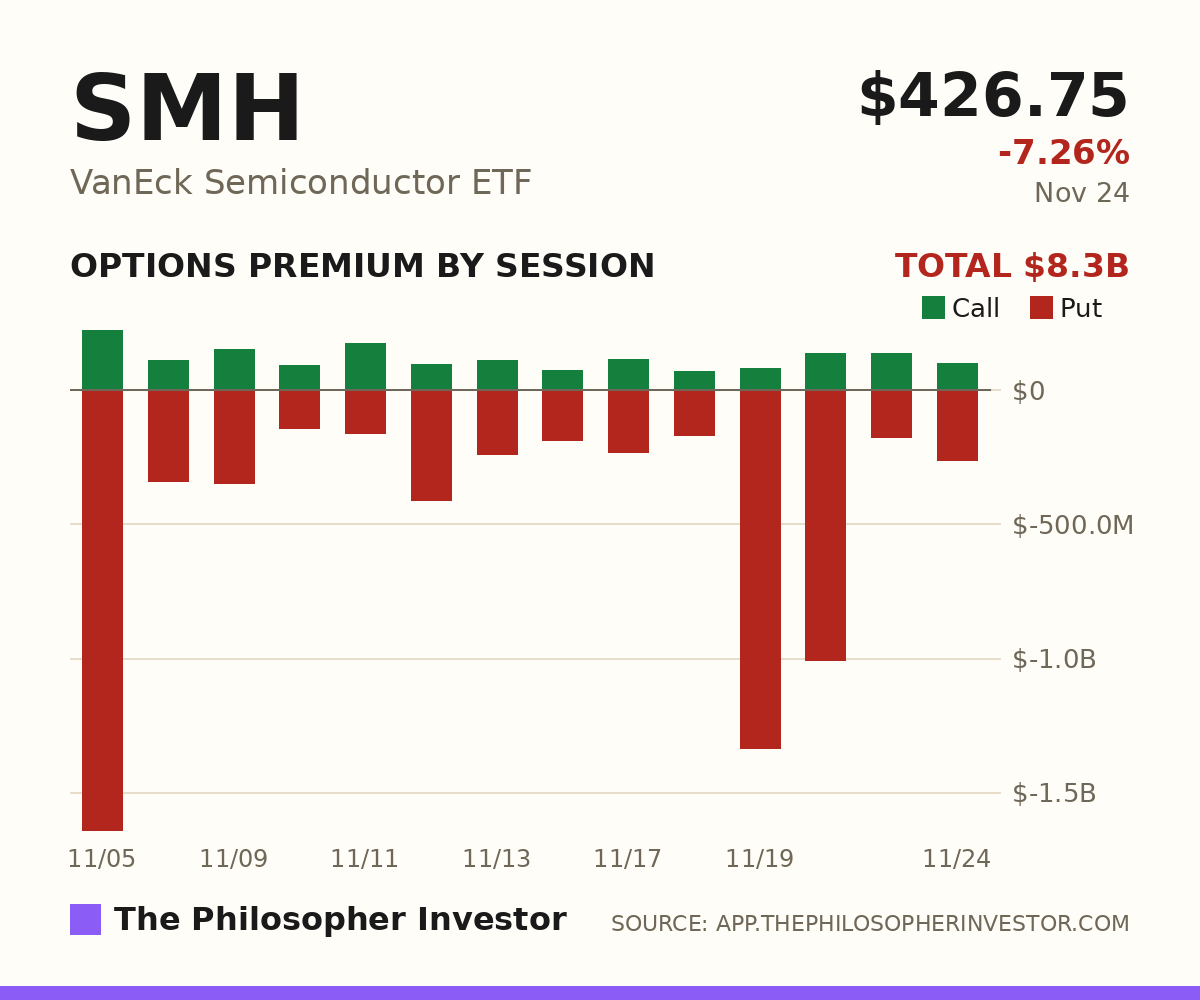 SMH
$426.75
VanEck Semiconductor ETF
-7.26%
Nov 24
OPTIONS PREMIUM BY SESSION
TOTAL $8.3B
Call
Put
$0
$-500.0M
$-1.0B
$-1.5B
11/05
11/09
11/11
11/13
11/17
11/19
11/24
The Philosopher Investor
SOURCE: APP.THEPHILOSOPHERINVESTOR.COM